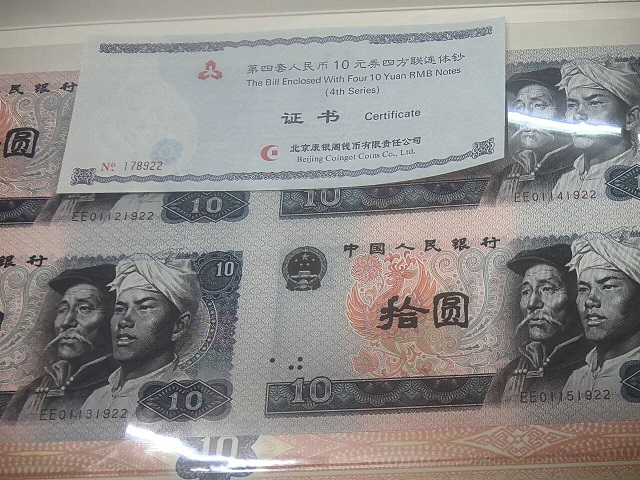 第四套人民币10元券四方联连体钞
The Bill Enclosed With Four 10 Yuan RMB Notes
(4th Series)
证书 Certificate
北京康银阁钱币有限责任公司
Beijing Coingot Coins Co., Ltd.
Nº 178922
民银行
圆
EE01121922
10
10
EE01141922
银行
10
EE01131922
10
中国人民银行
拾圆
10
EE01151922
10